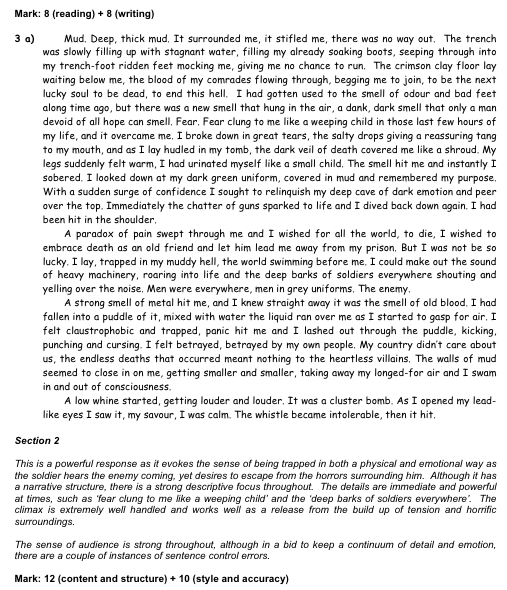 Mark: 8 (reading) + 8 (writing)
3 a) Mud. Deep, thick mud. It surrounded me, it stifled me, there was no way out. The trench
was slowly filling up with stagnant water, filling my already soaking boots, seeping through into
my trench-foot ridden feet mocking me, giving me no chance to run. The crimson clay floor lay
waiting below me, the blood of my comrades flowing through, begging me to join, to be the next
lucky soul to be dead, to end this hell. I had gotten used to the smell of odour and bad feet
along time ago, but there was a new smell that hung in the air, a dank, dark smell that only a man
devoid of all hope can smell. Fear. Fear clung to me like a weeping child in those last few hours of
my life, and it overcame me. I broke down in great tears, the salty drops giving a reassuring tang
to my mouth, and as I lay hudled in my tomb, the dark veil of death covered me like a shroud. My
legs suddenly felt warm, I had urinated myself like a small child. The smell hit me and instantly I
sobered. I looked down at my dark green uniform, covered in mud and remembered my purpose.
With a sudden surge of confidence I sought to relinquish my deep cave of dark emotion and peer
over the top. Immediately the chatter of guns sparked to life and I dived back down again. I had
been hit in the shoulder.
A paradox of pain swept through me and I wished for all the world, to die, I wished to
embrace death as an old friend and let him lead me away from my prison. But I was not be so
lucky. I lay, trapped in my muddy hell, the world swimming before me. I could make out the sound
of heavy machinery, roaring into life and the deep barks of soldiers everywhere shouting and
yelling over the noise. Men were everywhere, men in grey uniforms. The enemy.
A strong smell of metal hit me, and I knew straight away it was the smell of old blood. I had
fallen into a puddle of it, mixed with water the liquid ran over me as I started to gasp for air. I
felt claustrophobic and trapped, panic hit me and I lashed out through the puddle, kicking,
punching and cursing. I felt betrayed, betrayed by my own people. My country didn't care about
us, the endless deaths that occurred meant nothing to the heartless villains. The walls of mud
seemed to close in on me, getting smaller and smaller, taking away my longed-for air and I swam
in and out of consciousness.
A low whine started, getting louder and louder. It was a cluster bomb. As I opened my lead-
like eyes I saw it, my savour, I was calm. The whistle became intolerable, then it hit.
Section 2
This is a powerful response as it evokes the sense of being trapped in both a physical and emotional way as
the soldier hears the enemy coming, yet desires to escape from the horrors surrounding him. Although it has
a narrative structure, there is a strong descriptive focus throughout. The details are immediate and powerful
at times, such as 'fear clung to me like a weeping child' and the 'deep barks of soldiers everywhere'. The
climax is extremely well handled and works well as a release from the build up of tension and horrific
surroundings.
The sense of audience is strong throughout, although in a bid to keep a continuum of detail and emotion,
there are a couple of instances of sentence control errors.
Mark: 12 (content and structure) + 10 (style and accuracy)